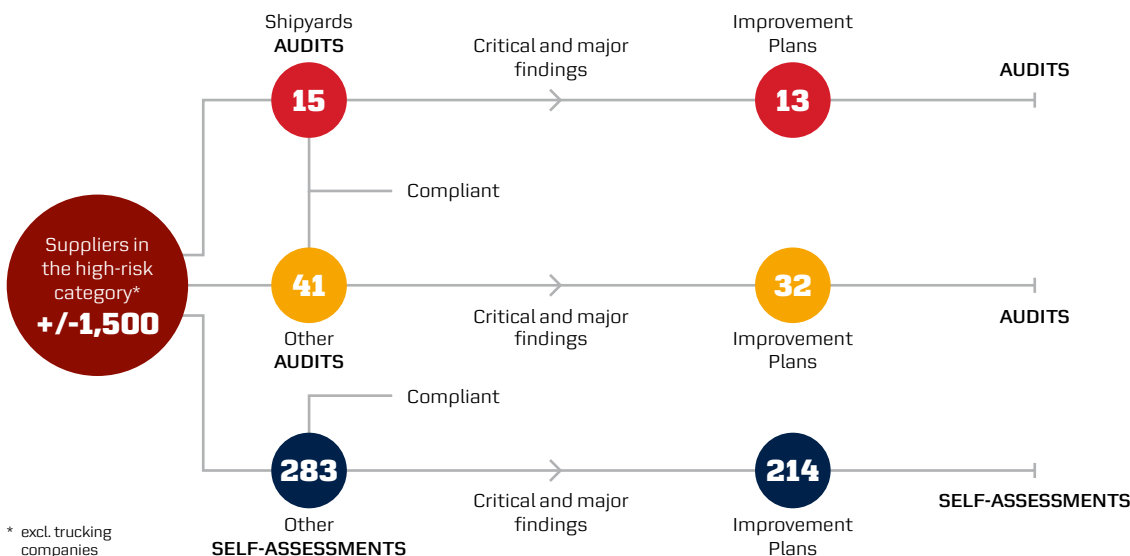 Shipyards
AUDITS
15
Critical and major
findings
Improvement
Plans
13
AUDITS
Compliant
Suppliers in
the high-risk
category*
+/-1,500
41
Other
AUDITS
Critical and major
findings
32
Improvement
Plans
AUDITS
Compliant
283
Other
SELF-ASSESSMENTS
Critical and major
findings
214
Improvement
Plans
SELF-ASSESSMENTS
* excl. trucking
companies